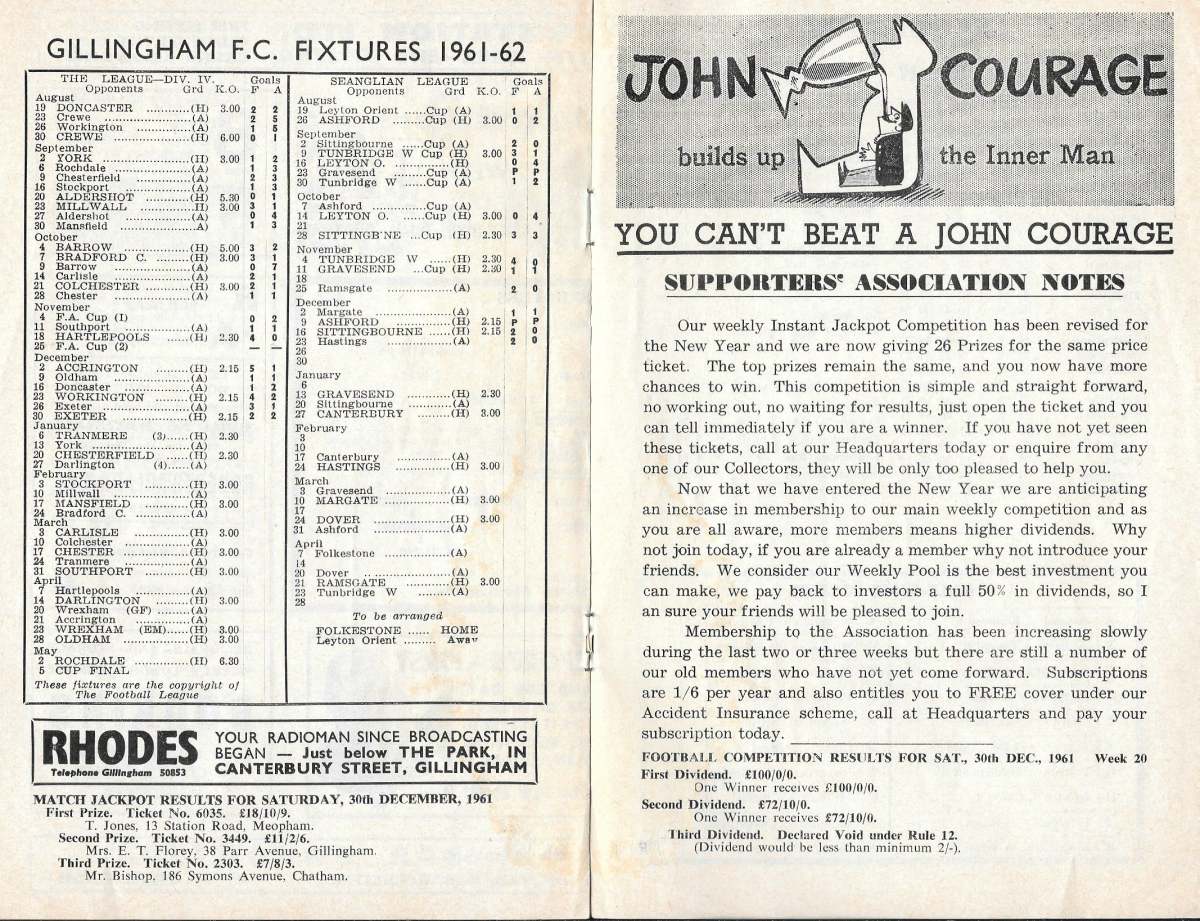 GILLINGHAM F.C. FIXTURES 1961-62
THE LEAGUE—DIV. IV. Goals
Opponents Grd K.O. F A
August
19 DONCASTER ............(H) 3.00 2 2
23 Crewe ..................(A) 2 5
26 Workington ..............(A) 1 5
30 CREWE ..................(H) 6.00 0 1
September
2 YORK ..................(H) 3.00 1 2
6 Rochdale ..................(A) 1 3
9 Chesterfield ..............(A) 2 3
16 Stockport ..............(A) 1 3
20 ALDERSHOT ............(H) 5.30 0 1
23 MILLWALL ............H) 3.00 3 1
27 Aldershot ..............(A) 0 4
30 Mansfield ..............A) 1 3
October
4 BARROW ..............(H) 5.00 3 2
7 BRADFORD C. ........(H) 3.00 3 1
9 Barrow ..................(A) 0 7
14 Carlisle ..................(A) 2 1
21 COLCHESTER ........(H) 3.00 2 1
28 Chester ..................(A) 1 1
November
4 F.A. Cup (1) 0 2
11 Southport ..............(A) 1 1
18 HARTLEPOOLS ......(H) 2.30 4 0
25 F.A. Cup (2) — —
December
2 ACCRINGTON ........(H) 2.15 5 1
9 Oldham ..................(A) 1 1
16 Doncaster ..............(A) 1 2
23 WORKINGTON ........(H) 2.15 4 2
26 Exeter ..................(A) 3 1
30 EXETER ................(H) 2.15 2 2
January
6 TRANMERE (3)......(H) 2.30
13 York ....................(A)
20 CHESTERFIELD ......(H) 2.30
27 Darlington (4)......(A)
February
3 STOCKPORT ............(H) 3.00
10 Millwall ................(A)
17 MANSFIELD ............(H) 3.00
24 Bradford C. ............(A)
March
3 CARLISLE ..............(H) 3.00
10 Colchester ..............(A)
17 CHESTER ..............(H) 3.00
24 Tranmere ..............(A)
31 SOUTHPORT ..........(H) 3.00
April
7 Hartlepools ............(A)
14 DARLINGTON ........(H) 3.00
20 Wrexham (GF) ......(A)
21 Accrington ............(A)
23 WREXHAM (EM)......(H) 3.00
28 OLDHAM ..............(H) 3.00
May
2 ROCHDALE ............(H) 6.30
5 CUP FINAL
These fixtures are the copyright of
The Football League
SEANGLIAN LEAGUE Goals
Opponents Grd K.O. F A
August
19 Leyton Orient ......Cup (A) 1 1
26 ASHFORD ........Cup (H) 3.00 0 2
September
2 Sittingbourne .....Cup (A) 2 0
9 TUNBRIDGE W Cup (H) 3.00 3 1
16 LEYTON O. ............(H) 0 4
23 Gravesend ........Cup (A) P P
30 Tunbridge W ......Cup (A) 1 2
October
7 Ashford ............Cup (A)
14 LEYTON O. ......Cup (H) 3.00 0 4
21
28 SITTINGB'NE ...Cup (H) 2.30 3 3
November
4 TUNBRIDGE W ......(H) 2.30 4 0
11 GRAVESEND ...Cup (H) 2.30 1 1
18
25 Ramsgate ..............(A) 2 0
December
2 Margate ................(A) 1 1
9 ASHFORD ..............(H) 2.15 P P
16 SITTINGBOURNE ....(H) 2.15 2 0
23 Hastings ................(A) 2 0
26
30
January
6
13 GRAVESEND ............(H) 2.30
20 Sittingbourne ..........(A)
27 CANTERBURY ........(H) 3.00
February
3
10
17 Canterbury ............(A)
24 HASTINGS ............(H) 3.00
March
3 Gravesend ..............(A)
10 MARGATE ..............(H) 3.00
17
24 DOVER ................(H) 3.00
31 Ashford ................(A)
April
7 Folkestone ............(A)
14
20 Dover ..................(A)
21 RAMSGATE ............(H) 3.00
23 Tunbridge W ..........(A)
28
To be arranged
FOLKESTONE ...... HOME
Leyton Orient ........ Away
RHODES
Telephone Gillingham 50853
YOUR RADIOMAN SINCE BROADCASTING
BEGAN — Just below THE PARK, IN
CANTERBURY STREET, GILLINGHAM
MATCH JACKPOT RESULTS FOR SATURDAY, 30th DECEMBER, 1961
First Prize. Ticket No. 6035. £18/10/9.
T. Jones, 13 Station Road, Meopham.
Second Prize. Ticket No. 3449. £11/2/6.
Mrs. E. T. Florey, 38 Parr Avenue, Gillingham.
Third Prize. Ticket No. 2303. £7/8/3.
Mr. Bishop, 186 Symons Avenue, Chatham.
JOHN COURAGE
builds up the Inner Man
YOU CAN'T BEAT A JOHN COURAGE
SUPPORTERS' ASSOCIATION NOTES
Our weekly Instant Jackpot Competition has been revised for
the New Year and we are now giving 26 Prizes for the same price
ticket. The top prizes remain the same, and you now have more
chances to win. This competition is simple and straight forward,
no working out, no waiting for results, just open the ticket and you
can tell immediately if you are a winner. If you have not yet seen
these tickets, call at our Headquarters today or enquire from any
one of our Collectors, they will be only too pleased to help you.
Now that we have entered the New Year we are anticipating
an increase in membership to our main weekly competition and as
you are all aware, more members means higher dividends. Why
not join today, if you are already a member why not introduce your
friends. We consider our Weekly Pool is the best investment you
can make, we pay back to investors a full 50% in dividends, so I
an sure your friends will be pleased to join.
Membership to the Association has been increasing slowly
during the last two or three weeks but there are still a number of
our old members who have not yet come forward. Subscriptions
are 1/6 per year and also entitles you to FREE cover under our
Accident Insurance scheme, call at Headquarters and pay your
subscription today.
FOOTBALL COMPETITION RESULTS FOR SAT., 30th DEC., 1961 Week 20
First Dividend. £100/0/0.
One Winner receives £100/0/0.
Second Dividend. £72/10/0.
One Winner receives £72/10/0.
Third Dividend. Declared Void under Rule 12.
(Dividend would be less than minimum 2/-).